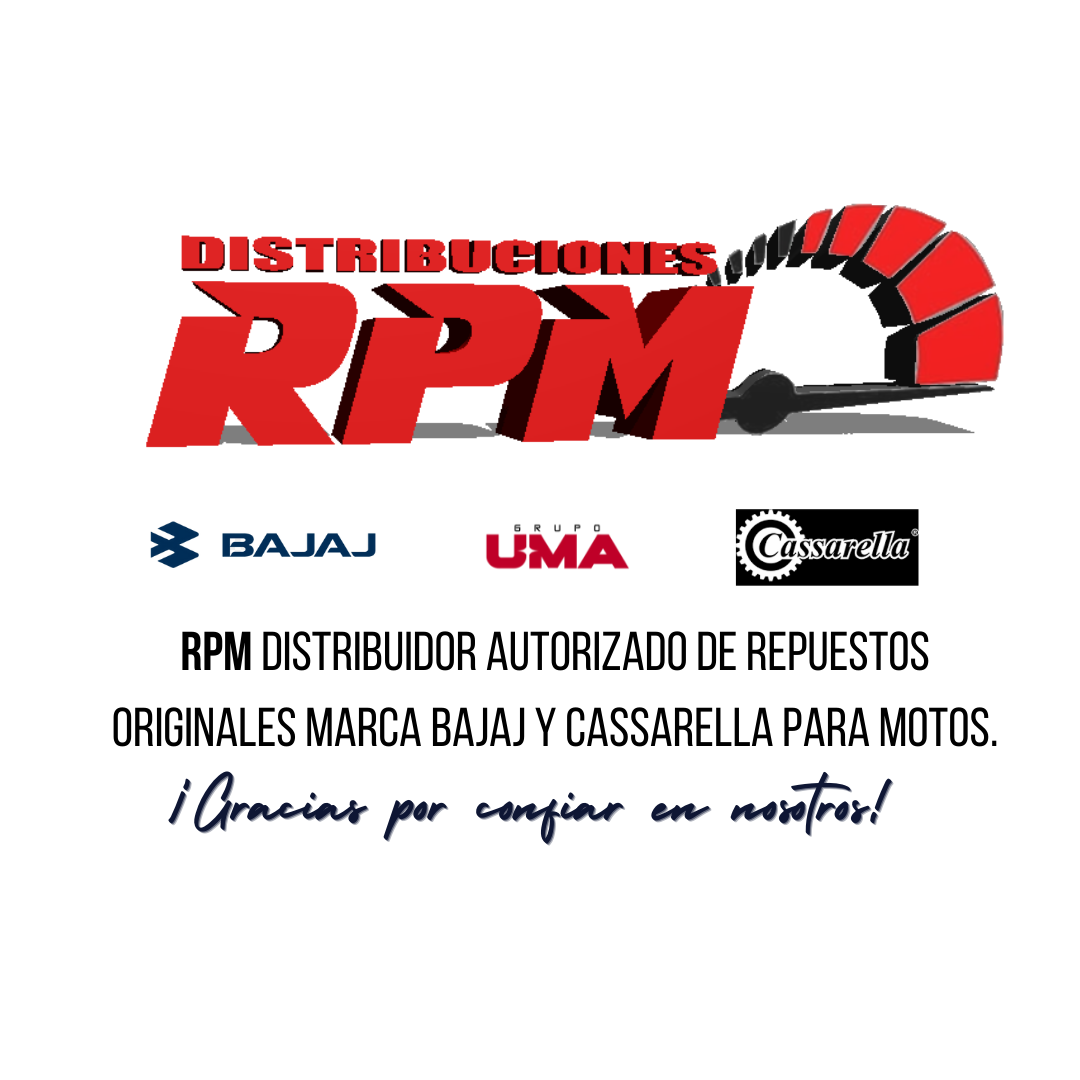 DISTRIBUCIONES
RPM
BAJAJ
GRUPO
UMA
Cassarella®
RPM DISTRIBUIDOR AUTORIZADO DE REPUESTOS
ORIGINALES MARCA BAJAJ Y CASSARELLA PARA MOTOS.
¡Gracias por confiar en nosotros!